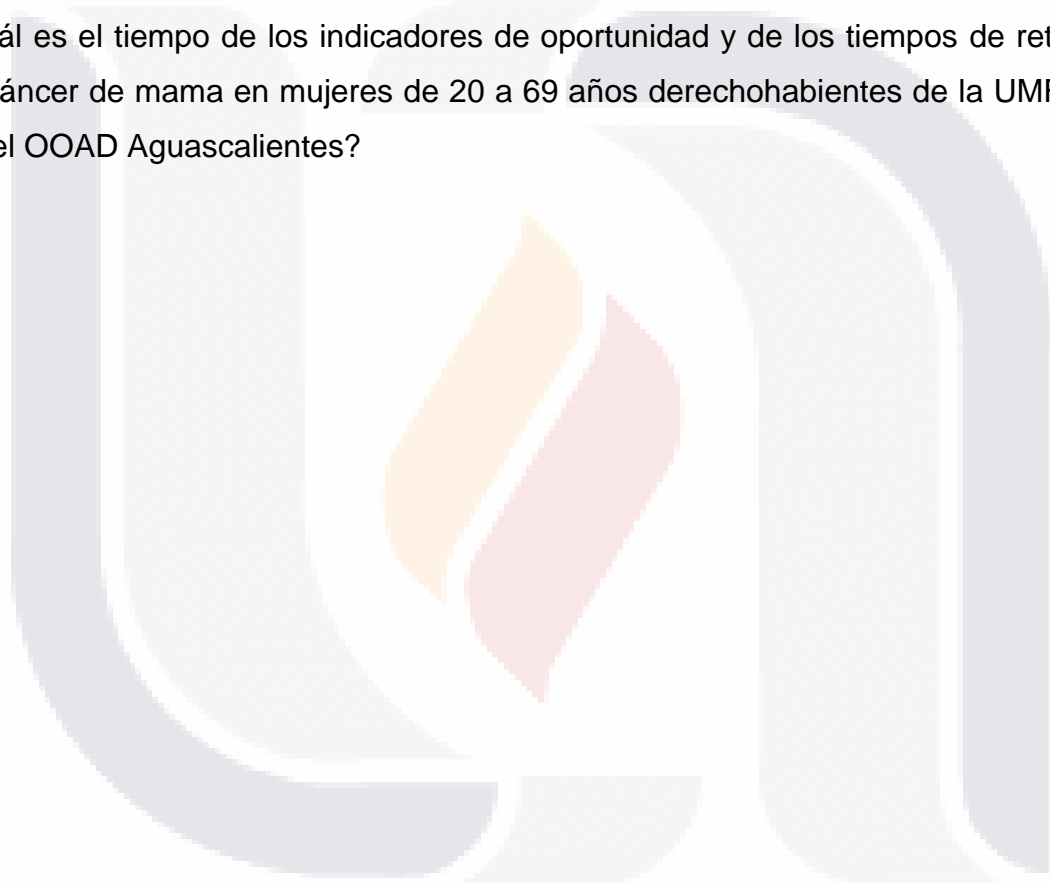 ál es el tiempo de los indicadores de oportunidad y de los tiempos de ret
áncer de mama en mujeres de 20 a 69 años derechohabientes de la UMF
el OOAD Aguascalientes?